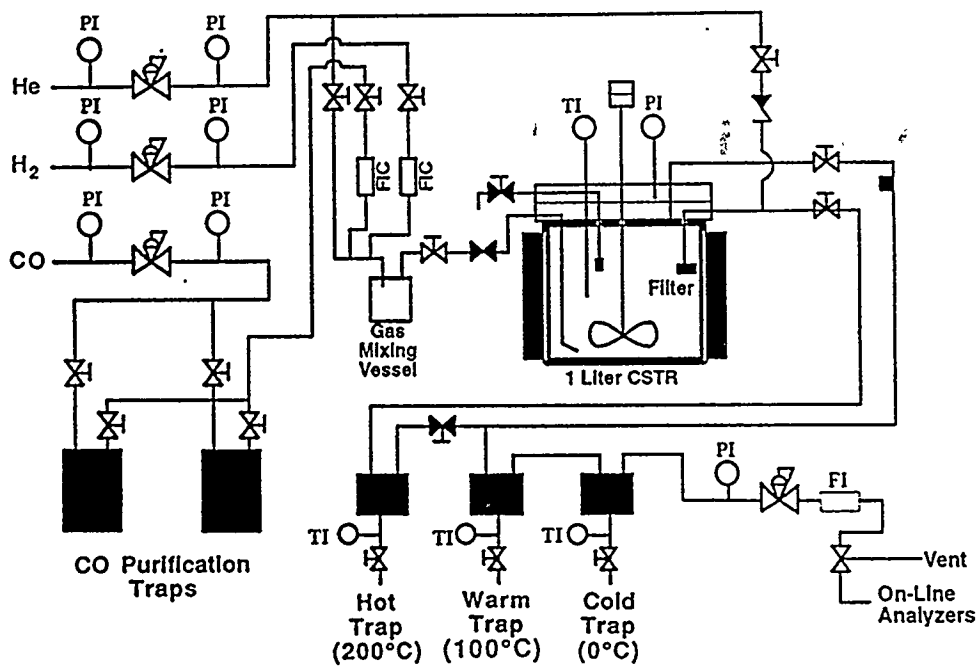 PI
PI
He
PI
PI
H2
PI
PI
CO
FIC
FIC
TI
PI
Filter
Gas
Mixing
Vessel
1 Liter CSTR
CO Purification
Traps
PI
FI
TI
TI
TI
Vent
On-Line
Analyzers
Hot
Trap
(200°C)
Warm
Trap
(100°C)
Cold
Trap
(0°C)